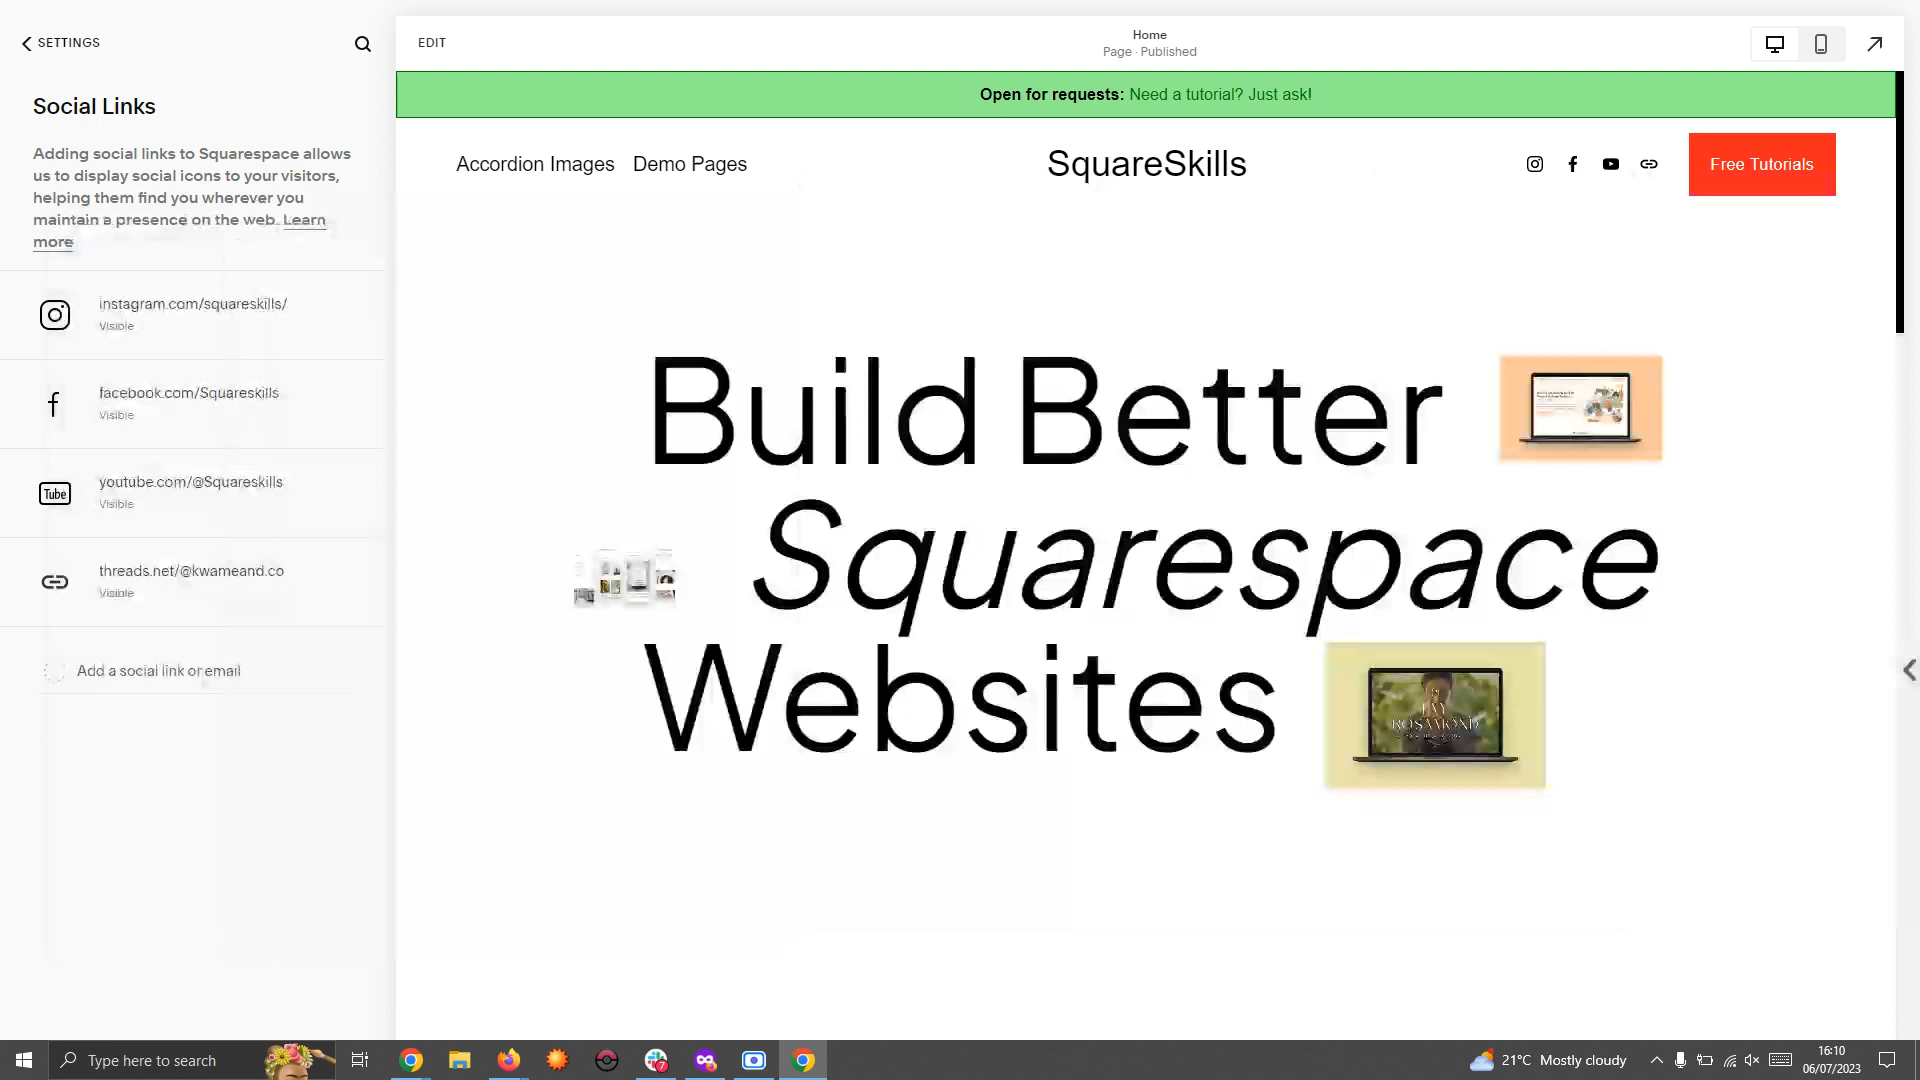 SETTINGS
Social Links
Adding social links to Squarespace allows
us to display social icons to your visitors,
helping them find you wherever you
maintain a presence on the web. Learn
more
instagram.com/squareskills/
Visible
facebook.com/Squareskills
Visible
Tube
youtube.com/@Squareskills
Visible
threads.net/@kwameand.co
Visible
Add a social link or email
EDIT
Home
Page · Published
Open for requests: Need a tutorial? Just ask!
Accordion Images Demo Pages
SquareSkills
Free Tutorials
Build Better
Squarespace
Websites
ROSAMOND
Type here to search
7
21°C Mostly cloudy
16:10
06/07/2023